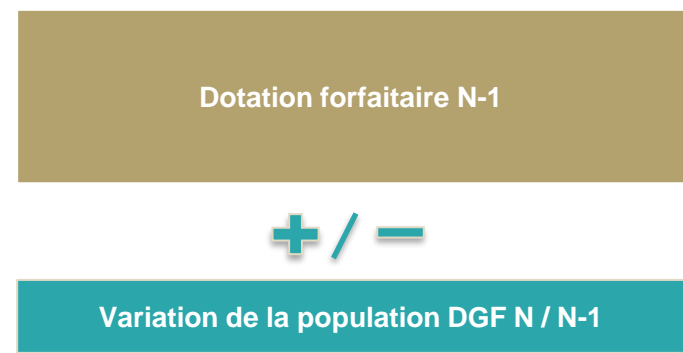 Dotation forfaitaire N-1
+ / −
Variation de la population DGF N / N-1